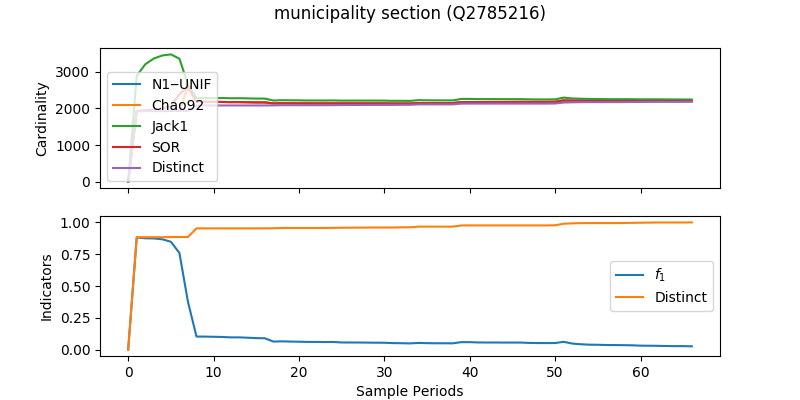 municipality section (Q2785216)
Cardinality
3000
2000
1000
0
N1−UNIF
Chao92
Jack1
SOR
Distinct
Indicators
1.00
0.75
0.50
0.25
0.00
f1
Distinct
0 10 20 30 40 50 60
Sample Periods